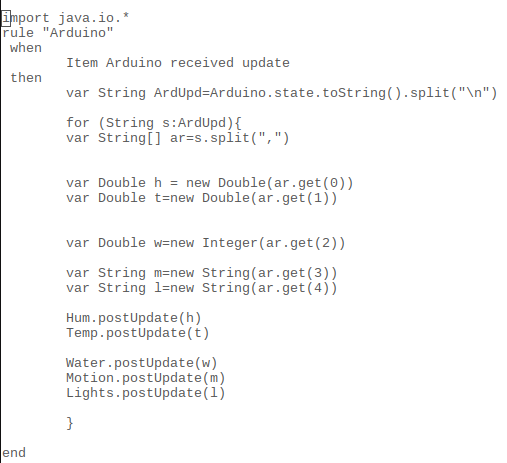 import java.io.*
rule "Arduino"
when
Item Arduino received update
then
var String ArdUpd=Arduino.state.toString().split("\n")
for (String s:ArdUpd){
var String[] ar=s.split(",")
var Double h = new Double(ar.get(0))
var Double t=new Double(ar.get(1))
var Double w=new Integer(ar.get(2))
var String m=new String(ar.get(3))
var String l=new String(ar.get(4))
Hum.postUpdate(h)
Temp.postUpdate(t)
Water.postUpdate(w)
Motion.postUpdate(m)
Lights.postUpdate(l)
}
end